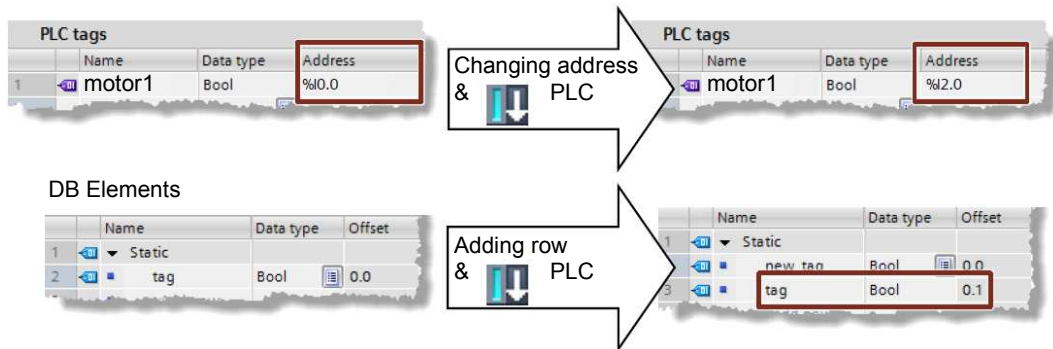 PLC tags
Name Data type Address
1 motor1 Bool %I0.0
Changing address
& PLC
PLC tags
Name Data type Address
motor1 Bool %I2.0
DB Elements
Name Data type Offset
1 Static
2 tag Bool 0.0
Adding row
& PLC
Name Data type Offset
1 Static
new_tag Bool 0.0
3 tag Bool 0.1